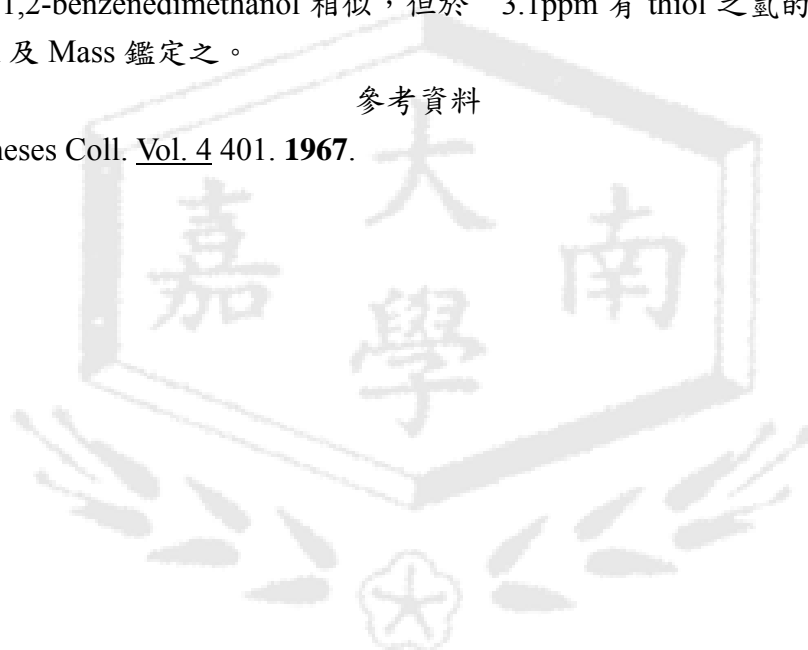 1,2-benzenedimethanol 相似，但於 3.1ppm 有 thiol 之氫的
及 Mass 鑑定之。
參考資料
neses Coll. Vol. 4 401. 1967.
大
嘉 南
學